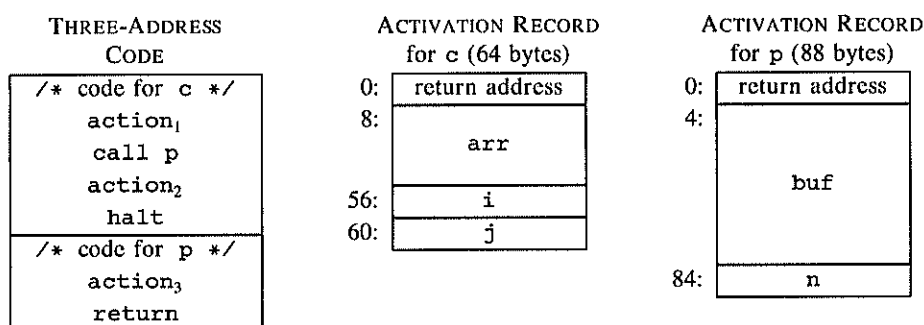 THREE-ADDRESS
CODE
/* code for c */
action₁
call p
action₂
halt
/* code for p */
action₃
return
ACTIVATION RECORD
for c (64 bytes)
0: return address
8: arr
56: i
60: j
ACTIVATION RECORD
for p (88 bytes)
0: return address
4: buf
84: n